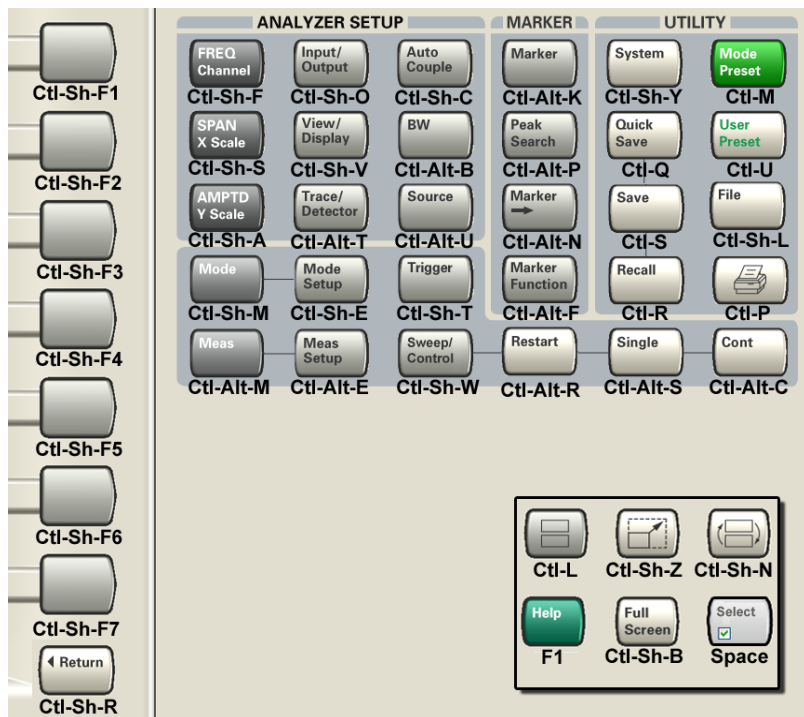 ANALYZER SETUP
MARKER
UTILITY
FREQ
Channel
Ctl-Sh-F
Input/
Output
Ctl-Sh-O
Auto
Couple
Ctl-Sh-C
Marker
Ctl-Alt-K
System
Ctl-Sh-Y
Mode
Preset
Ctl-M
SPAN
X Scale
Ctl-Sh-S
View/
Display
Ctl-Sh-V
BW
Ctl-Alt-B
Peak
Search
Ctl-Alt-P
Quick
Save
Ctl-Q
User
Preset
Ctl-U
AMPTD
Y Scale
Ctl-Sh-A
Trace/
Detector
Ctl-Alt-T
Source
Ctl-Alt-U
Marker
Ctl-Alt-N
Save
Ctl-S
File
Ctl-Sh-L
Mode
Ctl-Sh-M
Mode
Setup
Ctl-Sh-E
Trigger
Ctl-Sh-T
Marker
Function
Ctl-Alt-F
Recall
Ctl-R
Ctl-P
Meas
Ctl-Alt-M
Meas
Setup
Ctl-Alt-E
Sweep/
Control
Ctl-Sh-W
Restart
Ctl-Alt-R
Single
Ctl-Alt-S
Cont
Ctl-Alt-C
Ctl-Sh-F1
Ctl-Sh-F2
Ctl-Sh-F3
Ctl-Sh-F4
Ctl-Sh-F5
Ctl-Sh-F6
Ctl-Sh-F7
Return
Ctl-Sh-R
Ctl-L
Ctl-Sh-Z
Ctl-Sh-N
Help
F1
Full
Screen
Ctl-Sh-B
Select
Space